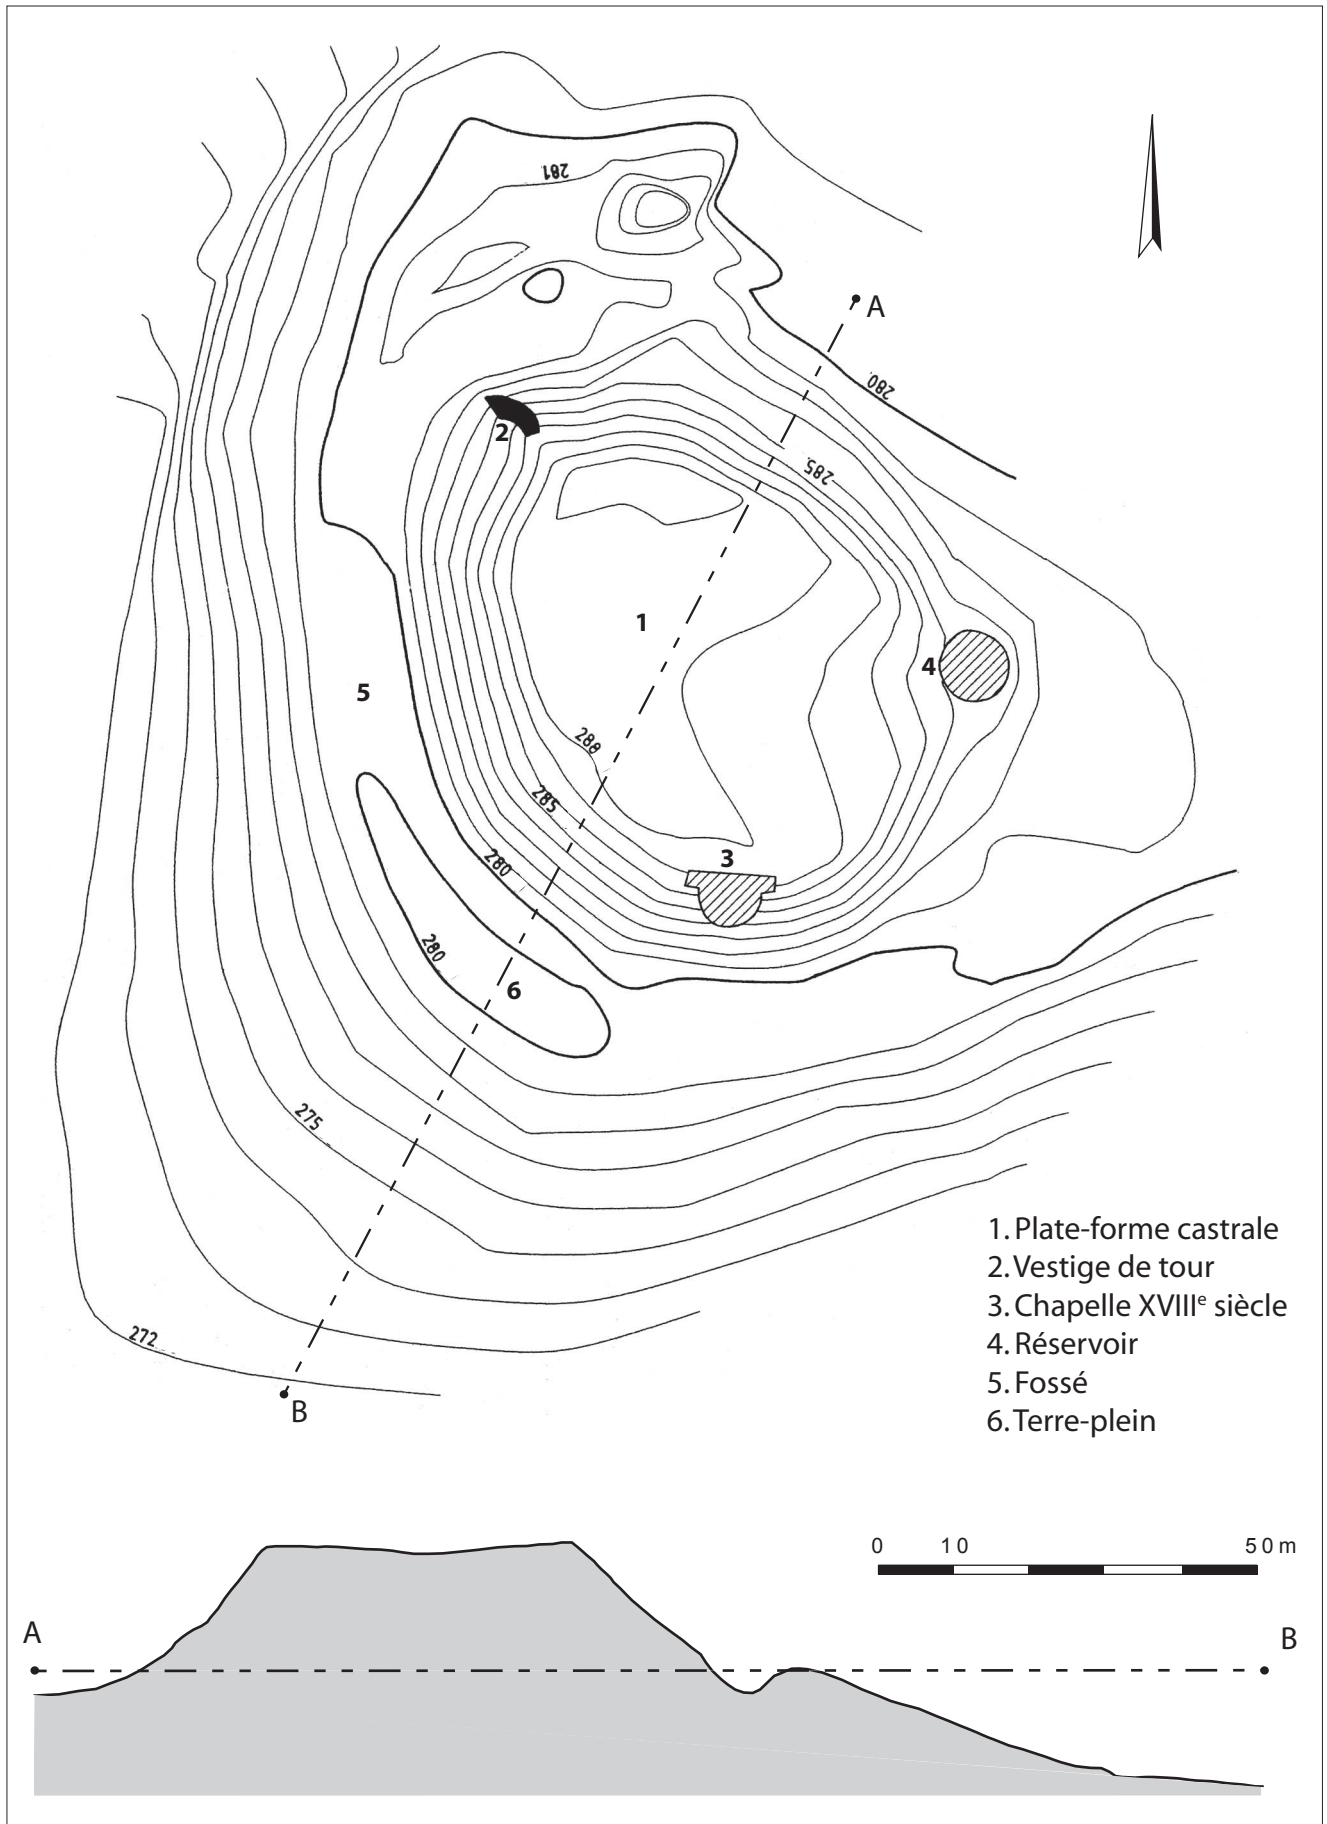 281
A
280
2
285
1
4
5
288
285
3
280
280
6
275
272
B
1. Plate-forme castrale
2. Vestige de tour
3. Chapelle XVIIIe siècle
4. Réservoir
5. Fossé
6. Terre-plein
0 10 50 m
A
B